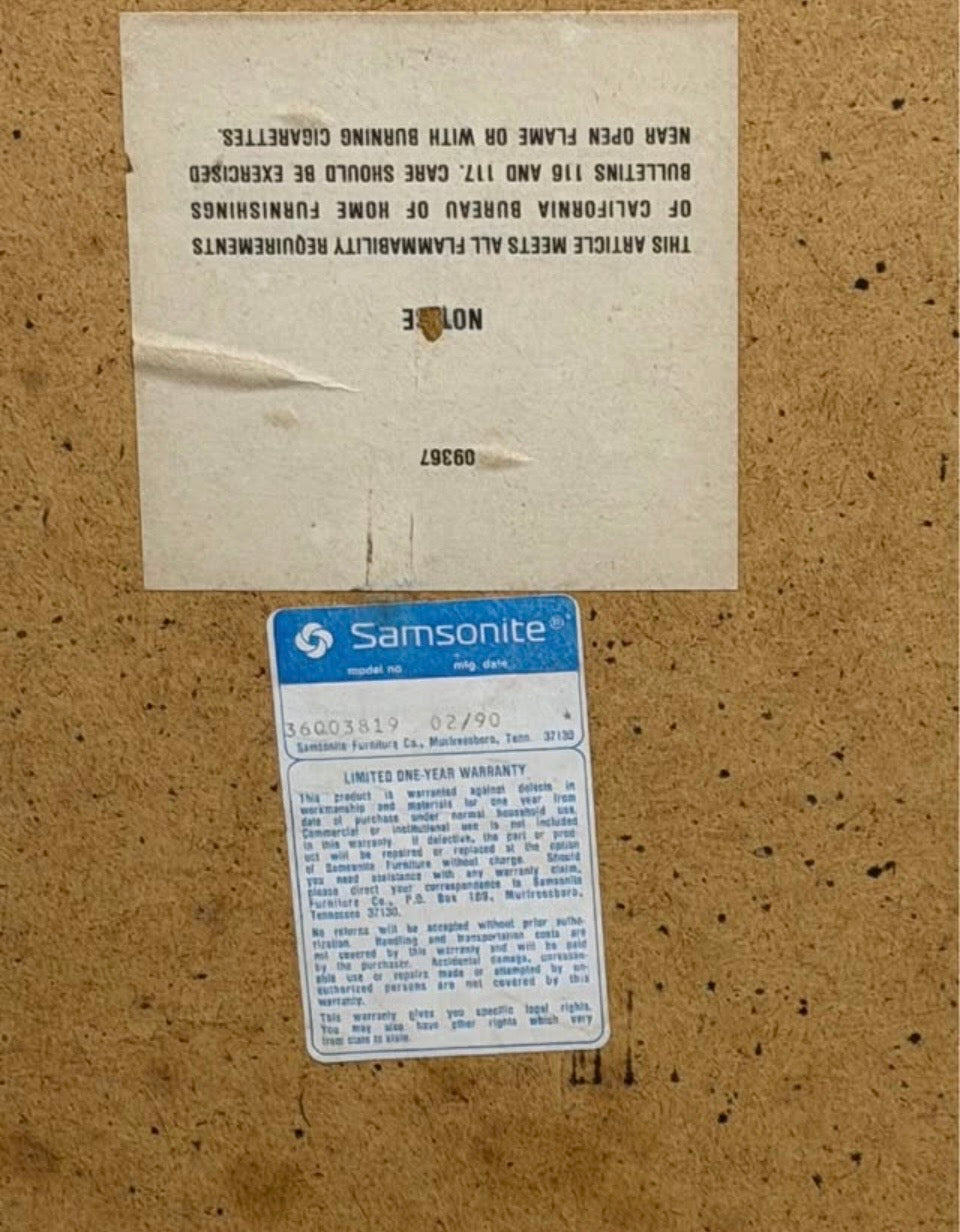 THIS ARTICLE MEETS ALL FLAMMABILITY REQUIREMENTS
OF CALIFORNIA BUREAU OF HOME FURNISHINGS
BULLETINS 116 AND 117. CARE SHOULD BE EXERCISED
NEAR OPEN FLAME OR WITH BURNING CIGARETTES.
NOTICE
09367
Samsonite®
model no. mfg. date
36003819 02/90
Samsonite Furniture Co., Murfreesboro, Tenn. 37130
LIMITED ONE-YEAR WARRANTY
This product is warranted against defects in
workmanship and materials for one year from
date of purchase under normal household use.
Commercial or institutional use is not included
in this warranty. If defective, the part or prod-
uct will be repaired or replaced at the option
of Samsonite Furniture without charge. Should
you need assistance with any warranty claim,
please direct your correspondence to Samsonite
Furniture Co., P.O. Box 189, Murfreesboro,
Tennessee 37130.
No returns will be accepted without prior autho-
rization. Handling and transportation costs are
not covered by this warranty and will be paid
by the purchaser. Accidental damage, unreason-
able use or repairs made or attempted by un-
authorized persons are not covered by this
warranty.
This warranty gives you specific legal rights.
You may also have other rights which vary
from state to state.